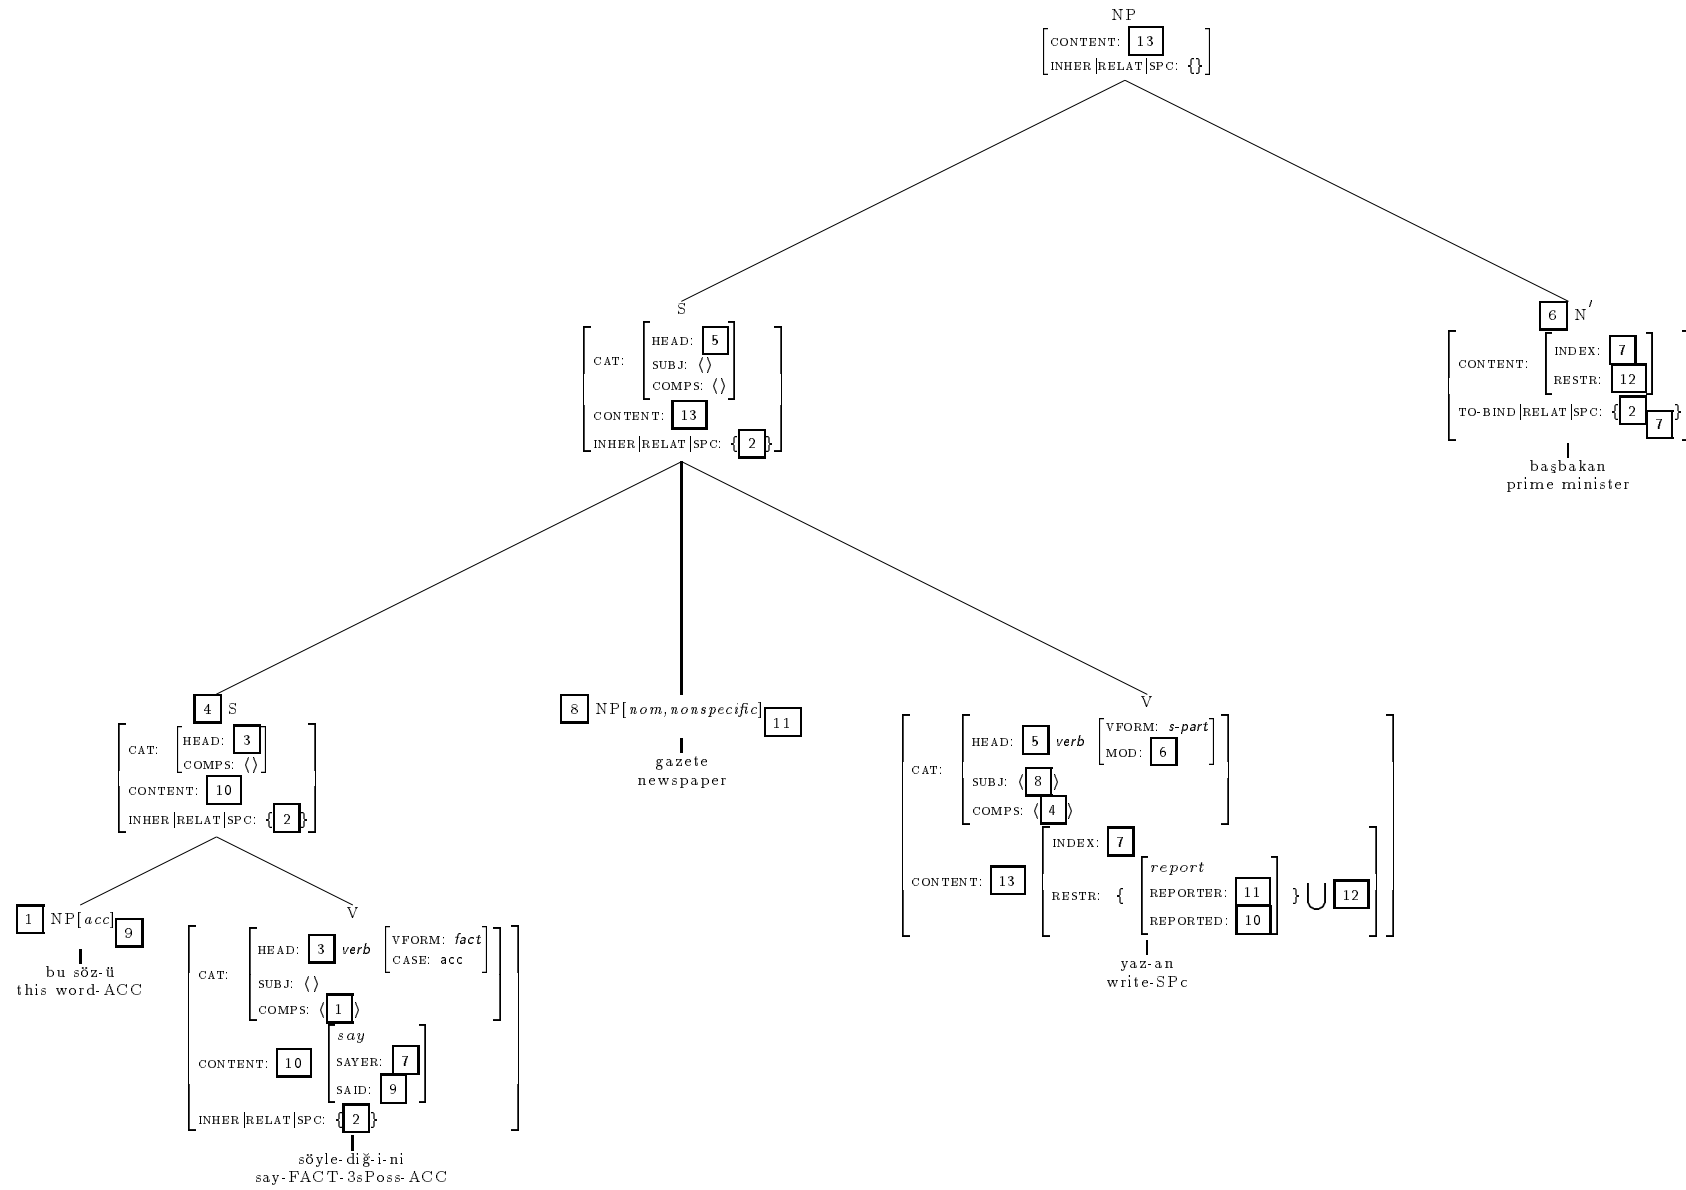 NP
CONTENT: 13
INHER|RELAT|SPC: {}
S
CAT:
HEAD: 5
SUBJ: ⟨⟩
COMPS: ⟨⟩
CONTENT: 13
INHER|RELAT|SPC: {2}
6 N′
CONTENT:
INDEX: 7
RESTR: 12
TO-BIND|RELAT|SPC: {2 7}
başbakan
prime minister
4 S
CAT:
HEAD: 3
COMPS: ⟨⟩
CONTENT: 10
INHER|RELAT|SPC: {2}
8 NP[nom,nonspecific] 11
gazete
newspaper
V
CAT:
HEAD: 5 verb
VFORM: s-part
MOD: 6
SUBJ: ⟨8⟩
COMPS: ⟨4⟩
CONTENT: 13
INDEX: 7
RESTR: {
report
REPORTER: 11
REPORTED: 10
} ⋃ 12
yaz-an
write-SPc
1 NP[acc] 9
bu söz-ü
this word-ACC
V
CAT:
HEAD: 3 verb
VFORM: fact
CASE: acc
SUBJ: ⟨⟩
COMPS: ⟨1⟩
CONTENT: 10
say
SAYER: 7
SAID: 9
INHER|RELAT|SPC: {2}
söyle-diğ-i-ni
say-FACT-3sPoss-ACC